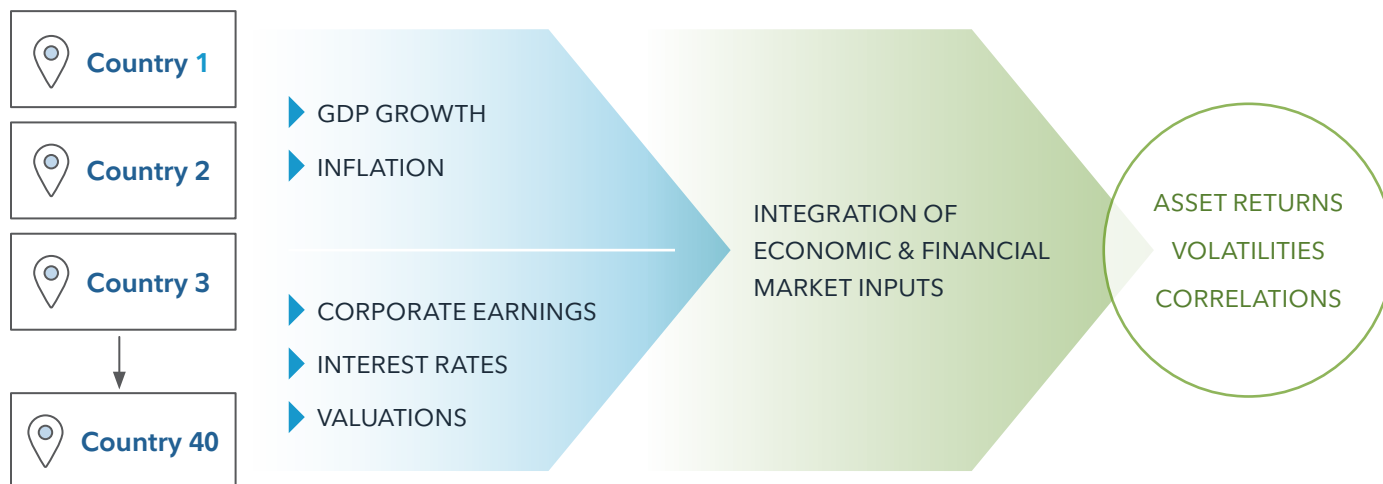 Country 1
Country 2
Country 3
Country 40
GDP GROWTH
INFLATION
CORPORATE EARNINGS
INTEREST RATES
VALUATIONS
INTEGRATION OF
ECONOMIC & FINANCIAL
MARKET INPUTS
ASSET RETURNS
VOLATILITIES
CORRELATIONS